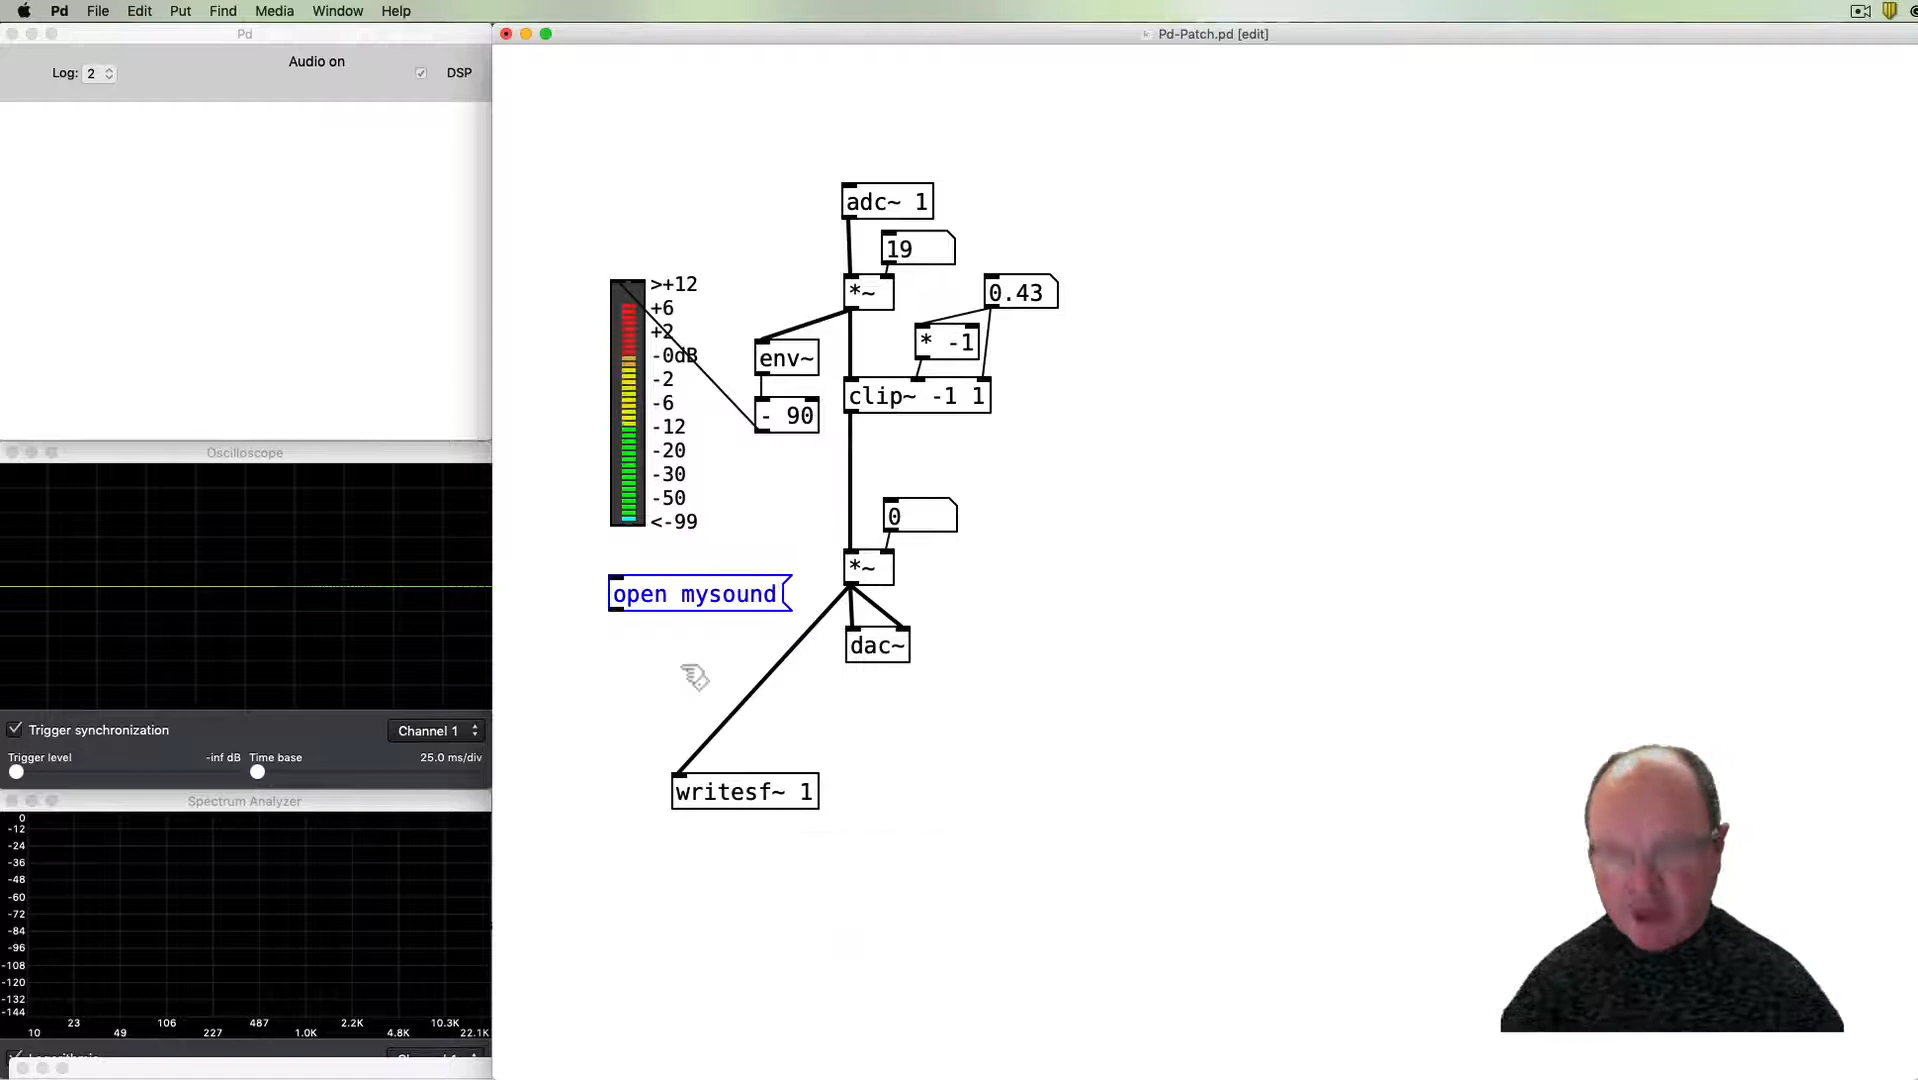 Pd File Edit Put Find Media Window Help
Pd
Pd-Patch.pd [edit]
Audio on
Log: 2
DSP
adc~ 1
19
*~
0.43
>+12
+6
+2
-0dB
-2
-6
-12
-20
-30
-50
<-99
env~
* -1
clip~ -1 1
- 90
0
*~
open mysound
dac~
writesf~ 1
Oscilloscope
Trigger synchronization
Channel 1
Trigger level
-inf dB
Time base
25.0 ms/div
Spectrum Analyzer
0
-12
-24
-36
-48
-60
-72
-84
-96
-108
-120
-132
-144
23 106 487 2.2K 10.3K
10 49 227 1.0K 4.8K 22.1K